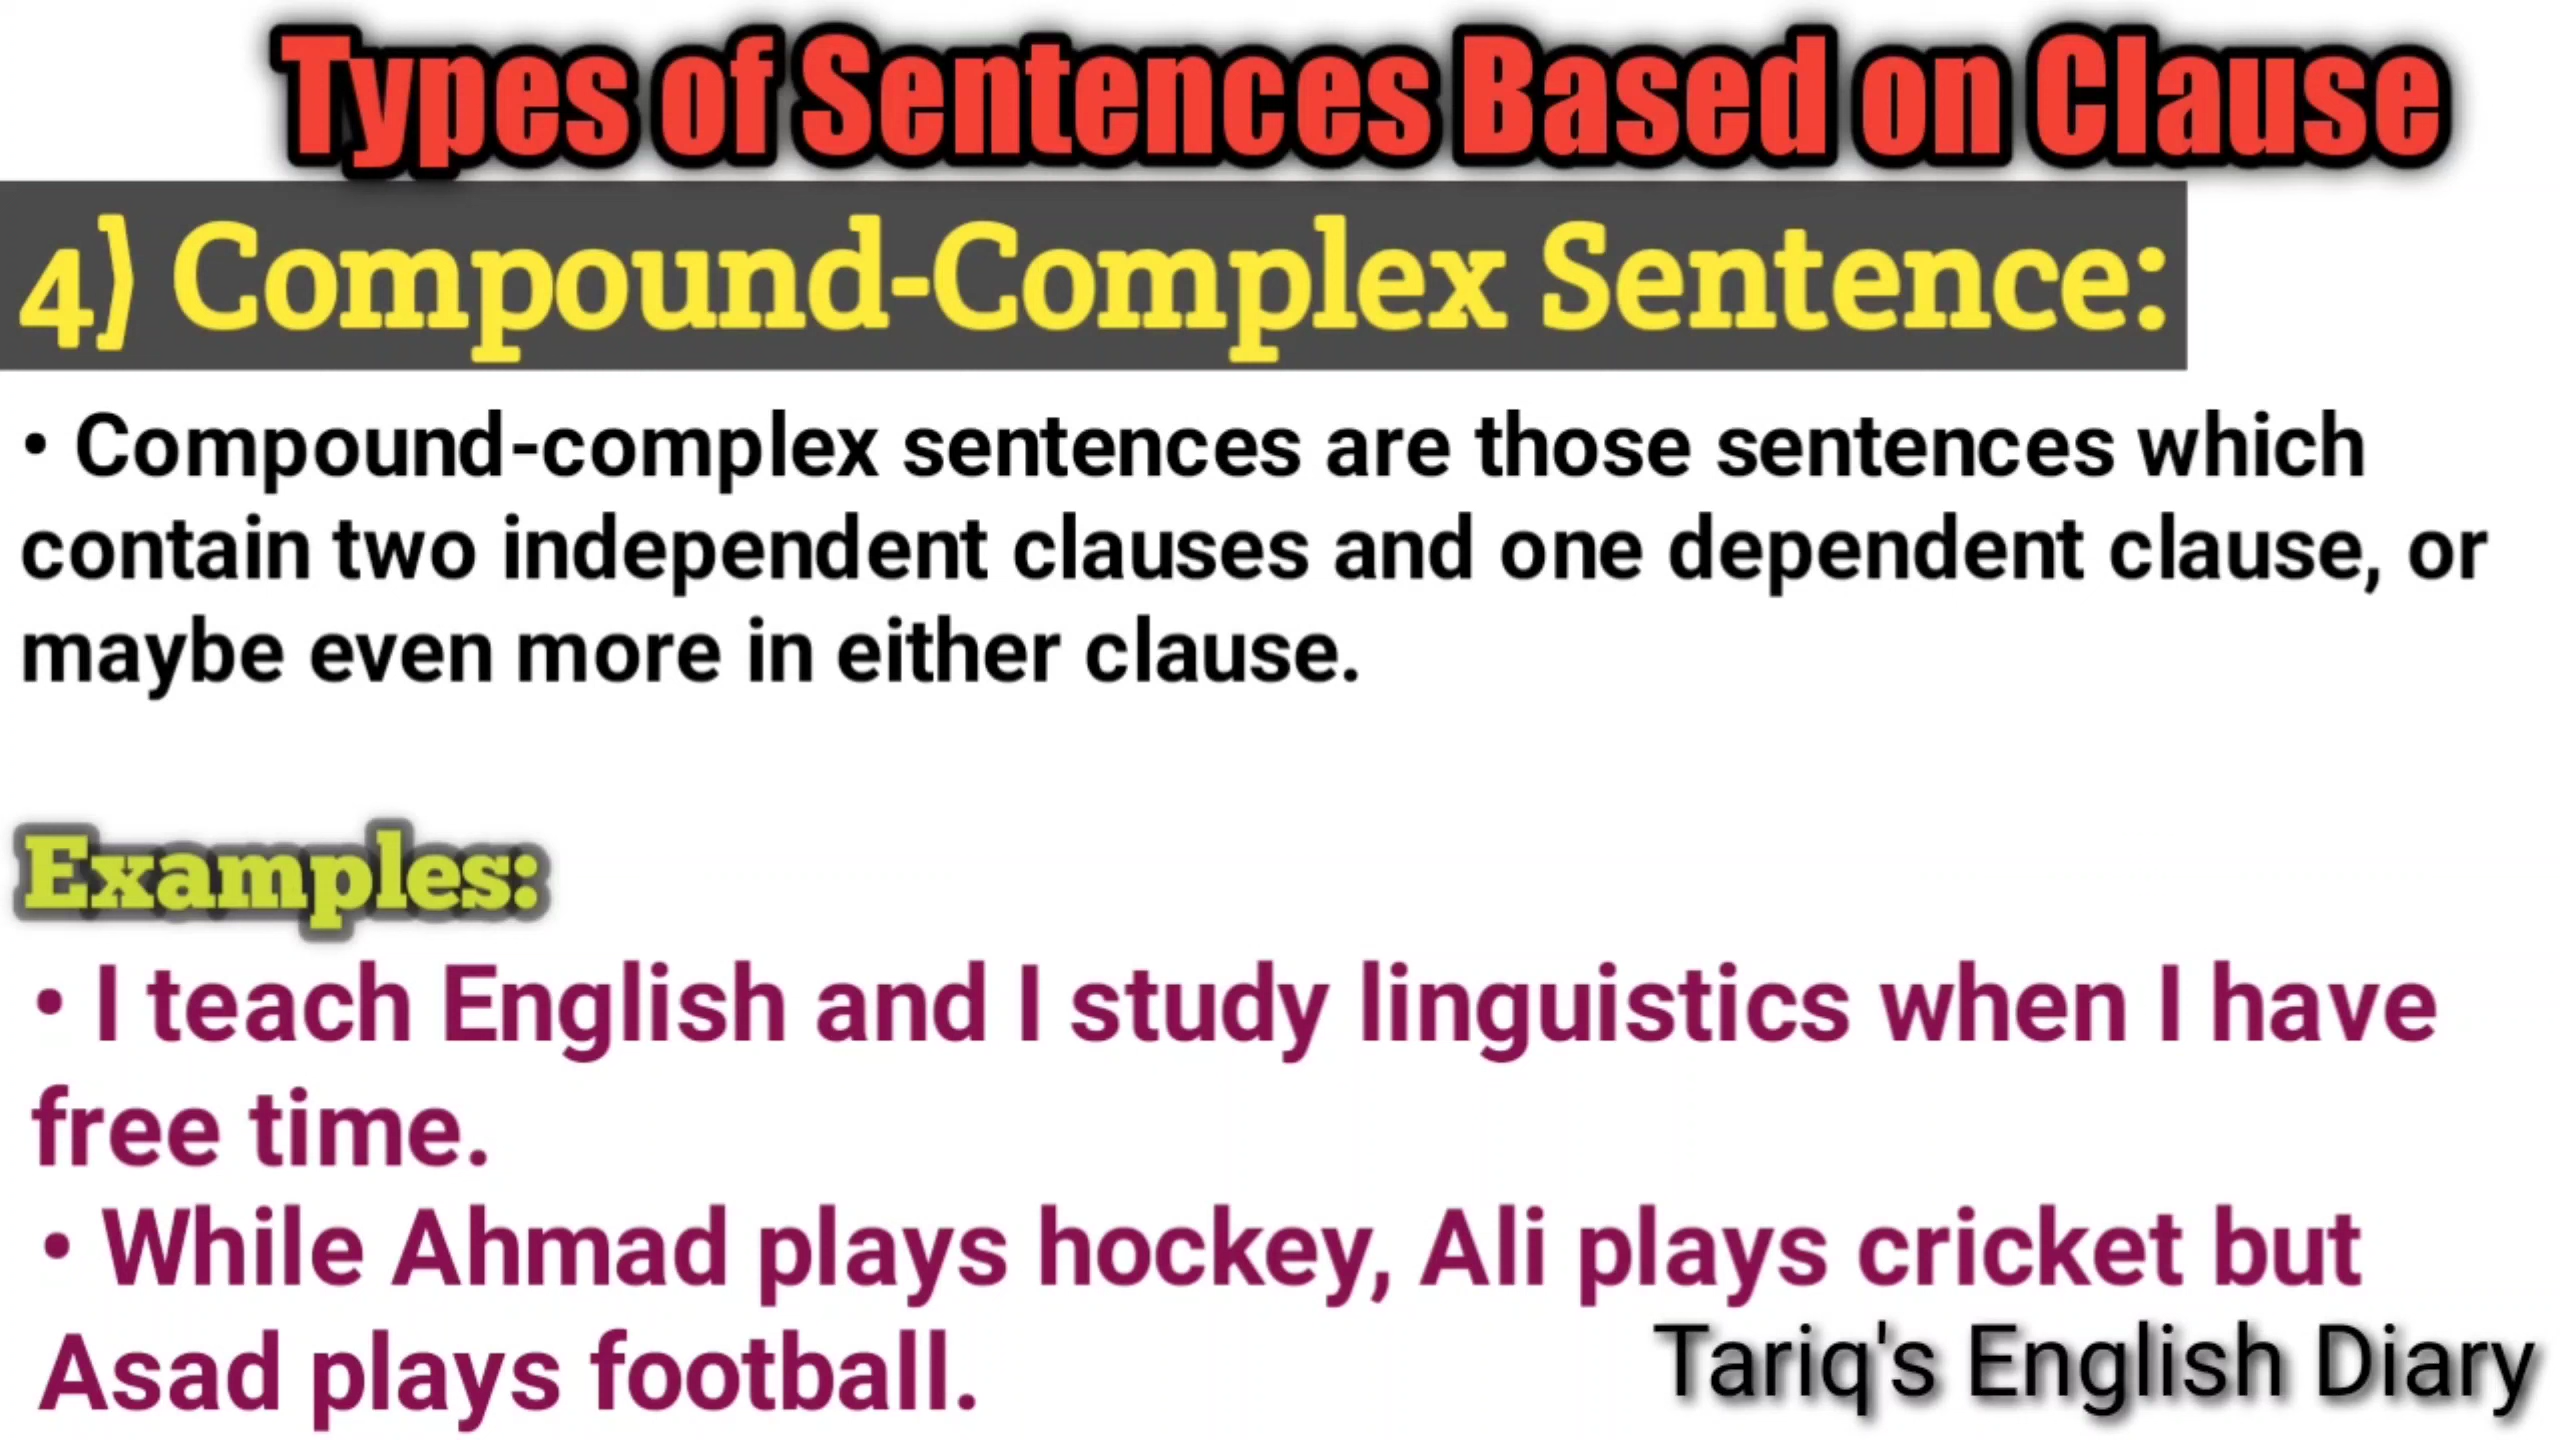 Types of Sentences Based on Clause
4) Compound-Complex Sentence:
• Compound-complex sentences are those sentences which
contain two independent clauses and one dependent clause, or
maybe even more in either clause.
Examples:
• I teach English and I study linguistics when I have
free time.
• While Ahmad plays hockey, Ali plays cricket but
Asad plays football.
Tariq's English Diary